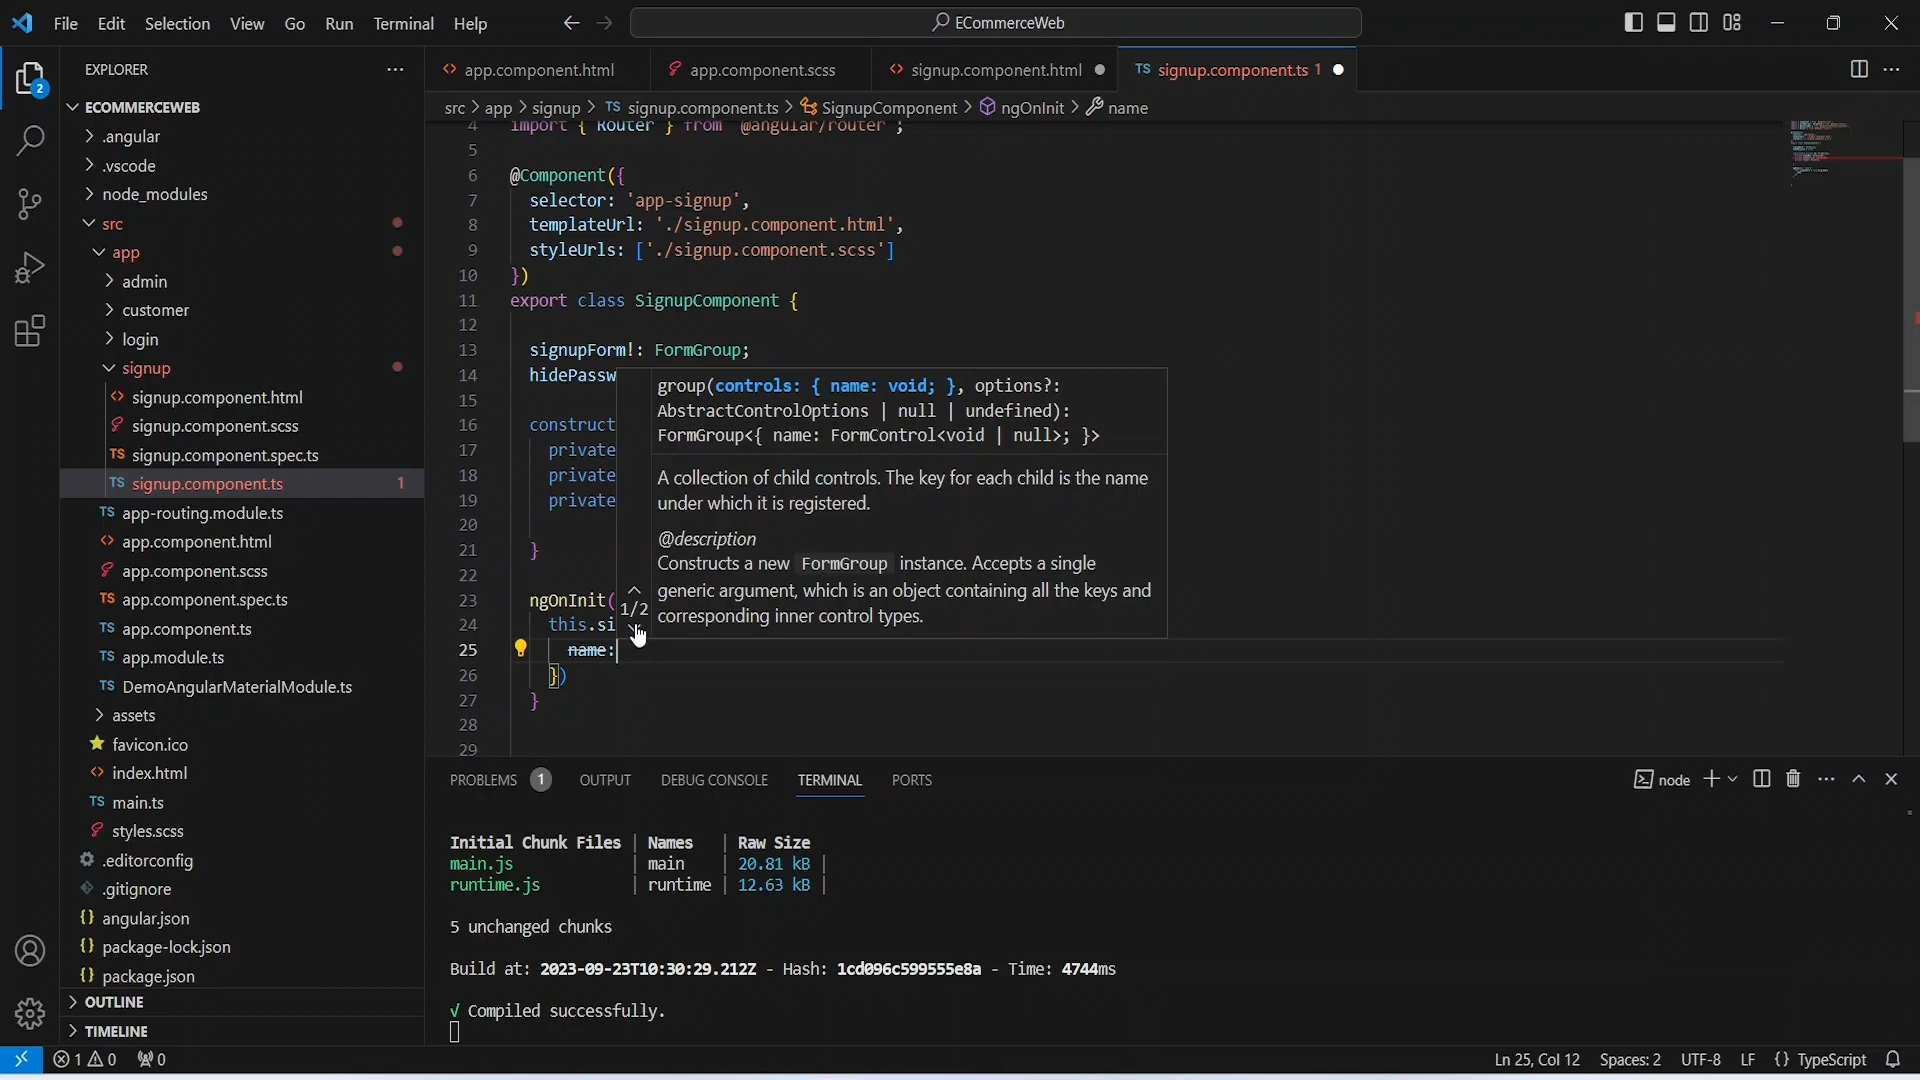 File Edit Selection View Go Run Terminal Help
ECommerceWeb
EXPLORER
2
ECOMMERCEWEB
.angular
.vscode
node_modules
src
app
admin
customer
login
signup
signup.component.html
signup.component.scss
TS signup.component.spec.ts
TS signup.component.ts 1
TS app-routing.module.ts
app.component.html
app.component.scss
TS app.component.spec.ts
TS app.component.ts
TS app.module.ts
TS DemoAngularMaterialModule.ts
assets
favicon.ico
index.html
TS main.ts
styles.scss
.editorconfig
.gitignore
{} angular.json
{} package-lock.json
{} package.json
OUTLINE
TIMELINE
app.component.html app.component.scss signup.component.html TS signup.component.ts 1
src > app > signup > TS signup.component.ts > SignupComponent > ngOnInit > name
4 import { Router } from '@angular/router';
5
6 @Component({
7 selector: 'app-signup',
8 templateUrl: './signup.component.html',
9 styleUrls: ['./signup.component.scss']
10 })
11 export class SignupComponent {
12
13 signupForm!: FormGroup;
14 hidePassw
15
16 construct
17 private
18 private
19 private
20
21 }
22
23 ngOnInit(
24 this.si
25 name:
26 })
27 }
28
29
group(controls: { name: void; }, options?:
AbstractControlOptions | null | undefined):
FormGroup<{ name: FormControl<void | null>; }>
A collection of child controls. The key for each child is the name
under which it is registered.
@description
Constructs a new FormGroup instance. Accepts a single
generic argument, which is an object containing all the keys and
corresponding inner control types.
1/2
PROBLEMS 1 OUTPUT DEBUG CONSOLE TERMINAL PORTS
node
Initial Chunk Files | Names | Raw Size
main.js | main | 20.81 kB |
runtime.js | runtime | 12.63 kB |
5 unchanged chunks
Build at: 2023-09-23T10:30:29.212Z - Hash: 1cd096c599555e8a - Time: 4744ms
√ Compiled successfully.
1 0 0
Ln 25, Col 12 Spaces: 2 UTF-8 LF {} TypeScript